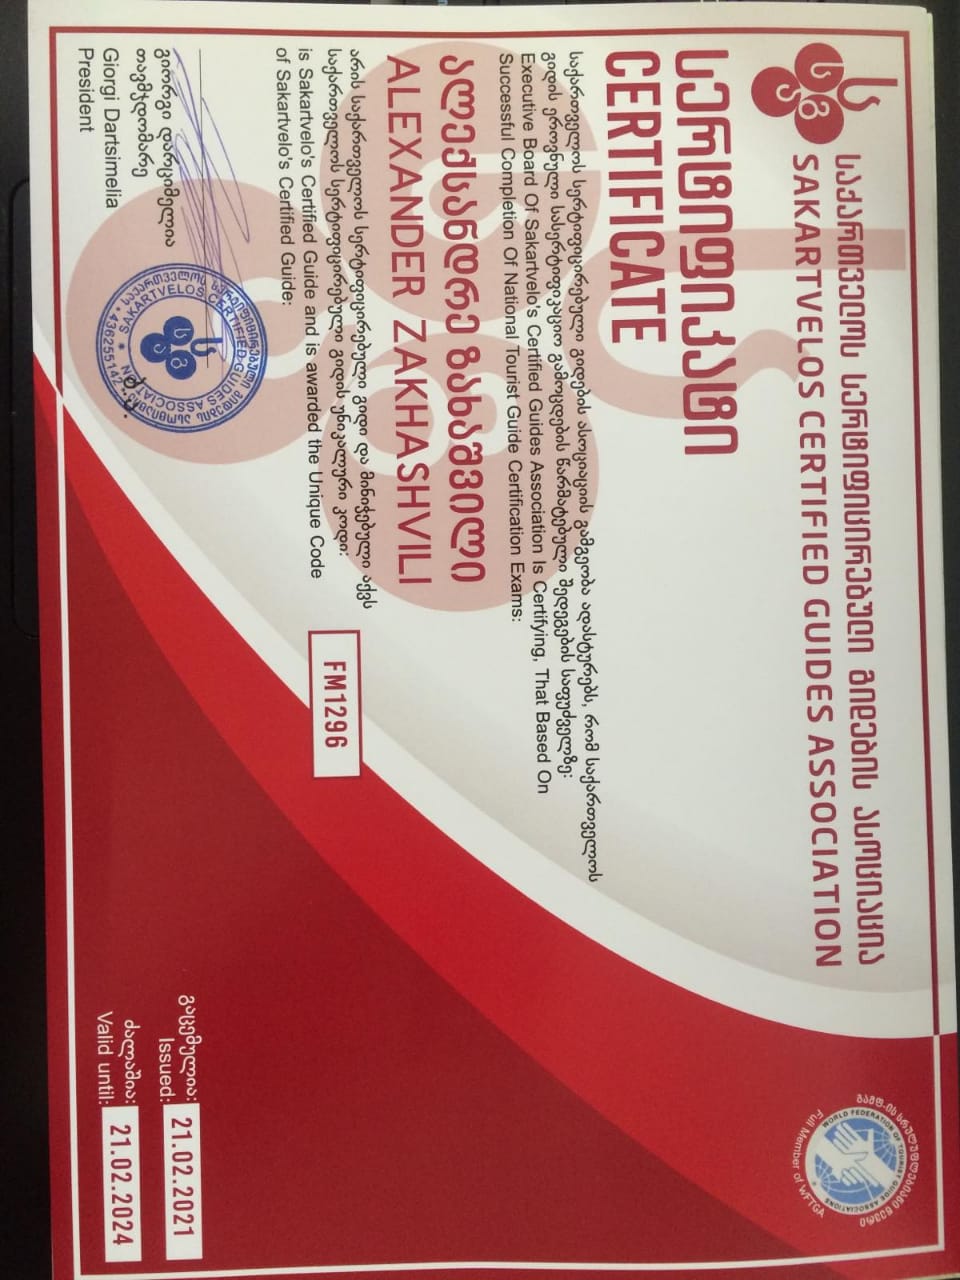 საქართველოს სერტიფიცირებული გიდების ასოციაცია
SAKARTVELOS CERTIFIED GUIDES ASSOCIATION
ს
ს გ
ა
გამფ-ის სრულუფლებიანი წევრი
WORLD FEDERATION OF TOURIST GUIDE ASSOCIATIONS
Full Member of WFTGA
სერტიფიკატი
CERTIFICATE
საქართველოს სერტიფიცირებული გიდების ასოციაციის გამგეობა ადასტურებს, რომ საქართველოს
გიდის ეროვნული სასერტიფიკაციო გამოცდების წარმატებული შედეგების საფუძველზე:
Executive Board Of Sakartvelo's Certified Guides Association Is Certifying, That Based On
Successful Completion Of National Tourist Guide Certification Exams:
ალექსანდრე ზახაშვილი
ALEXANDER ZAKHASHVILI
არის საქართველოს სერტიფიცირებული გიდი და მინიჭებული აქვს
საქართველოს სერტიფიცირებული გიდის უნიკალური კოდი:
is Sakartvelo's Certified Guide and is awarded the Unique Code
of Sakartvelo's Certified Guide:
FM1296
გიორგი დარციმელია
თავმჯდომარე
Giorgi Dartsimelia
President
საქართველოს სერტიფიცირებული გიდების ასოციაცია
SAKARTVELOS CERTIFIED GUIDES ASSOCIATION
ს
ს გ
ა
436255142
გაცემულია:
Issued:
21.02.2021
ძალაშია:
Valid until:
21.02.2024